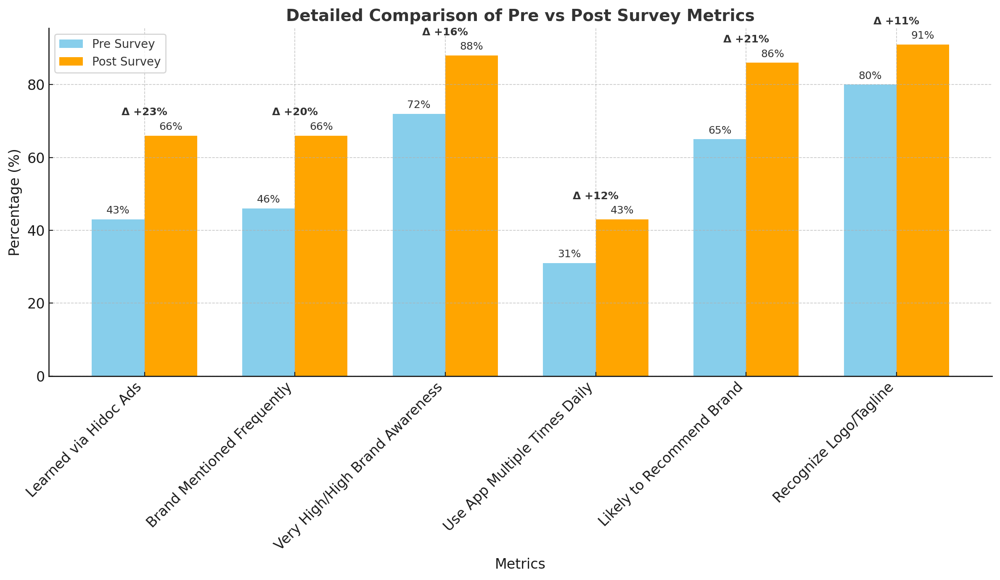 Detailed Comparison of Pre vs Post Survey Metrics
Pre Survey
Post Survey
Percentage (%)
80
60
40
20
0
Δ +23%
43%
66%
Δ +20%
46%
66%
Δ +16%
72%
88%
Δ +12%
31%
43%
Δ +21%
65%
86%
Δ +11%
80%
91%
Learned via Hidoc Ads
Brand Mentioned Frequently
Very High/High Brand Awareness
Use App Multiple Times Daily
Likely to Recommend Brand
Recognize Logo/Tagline
Metrics